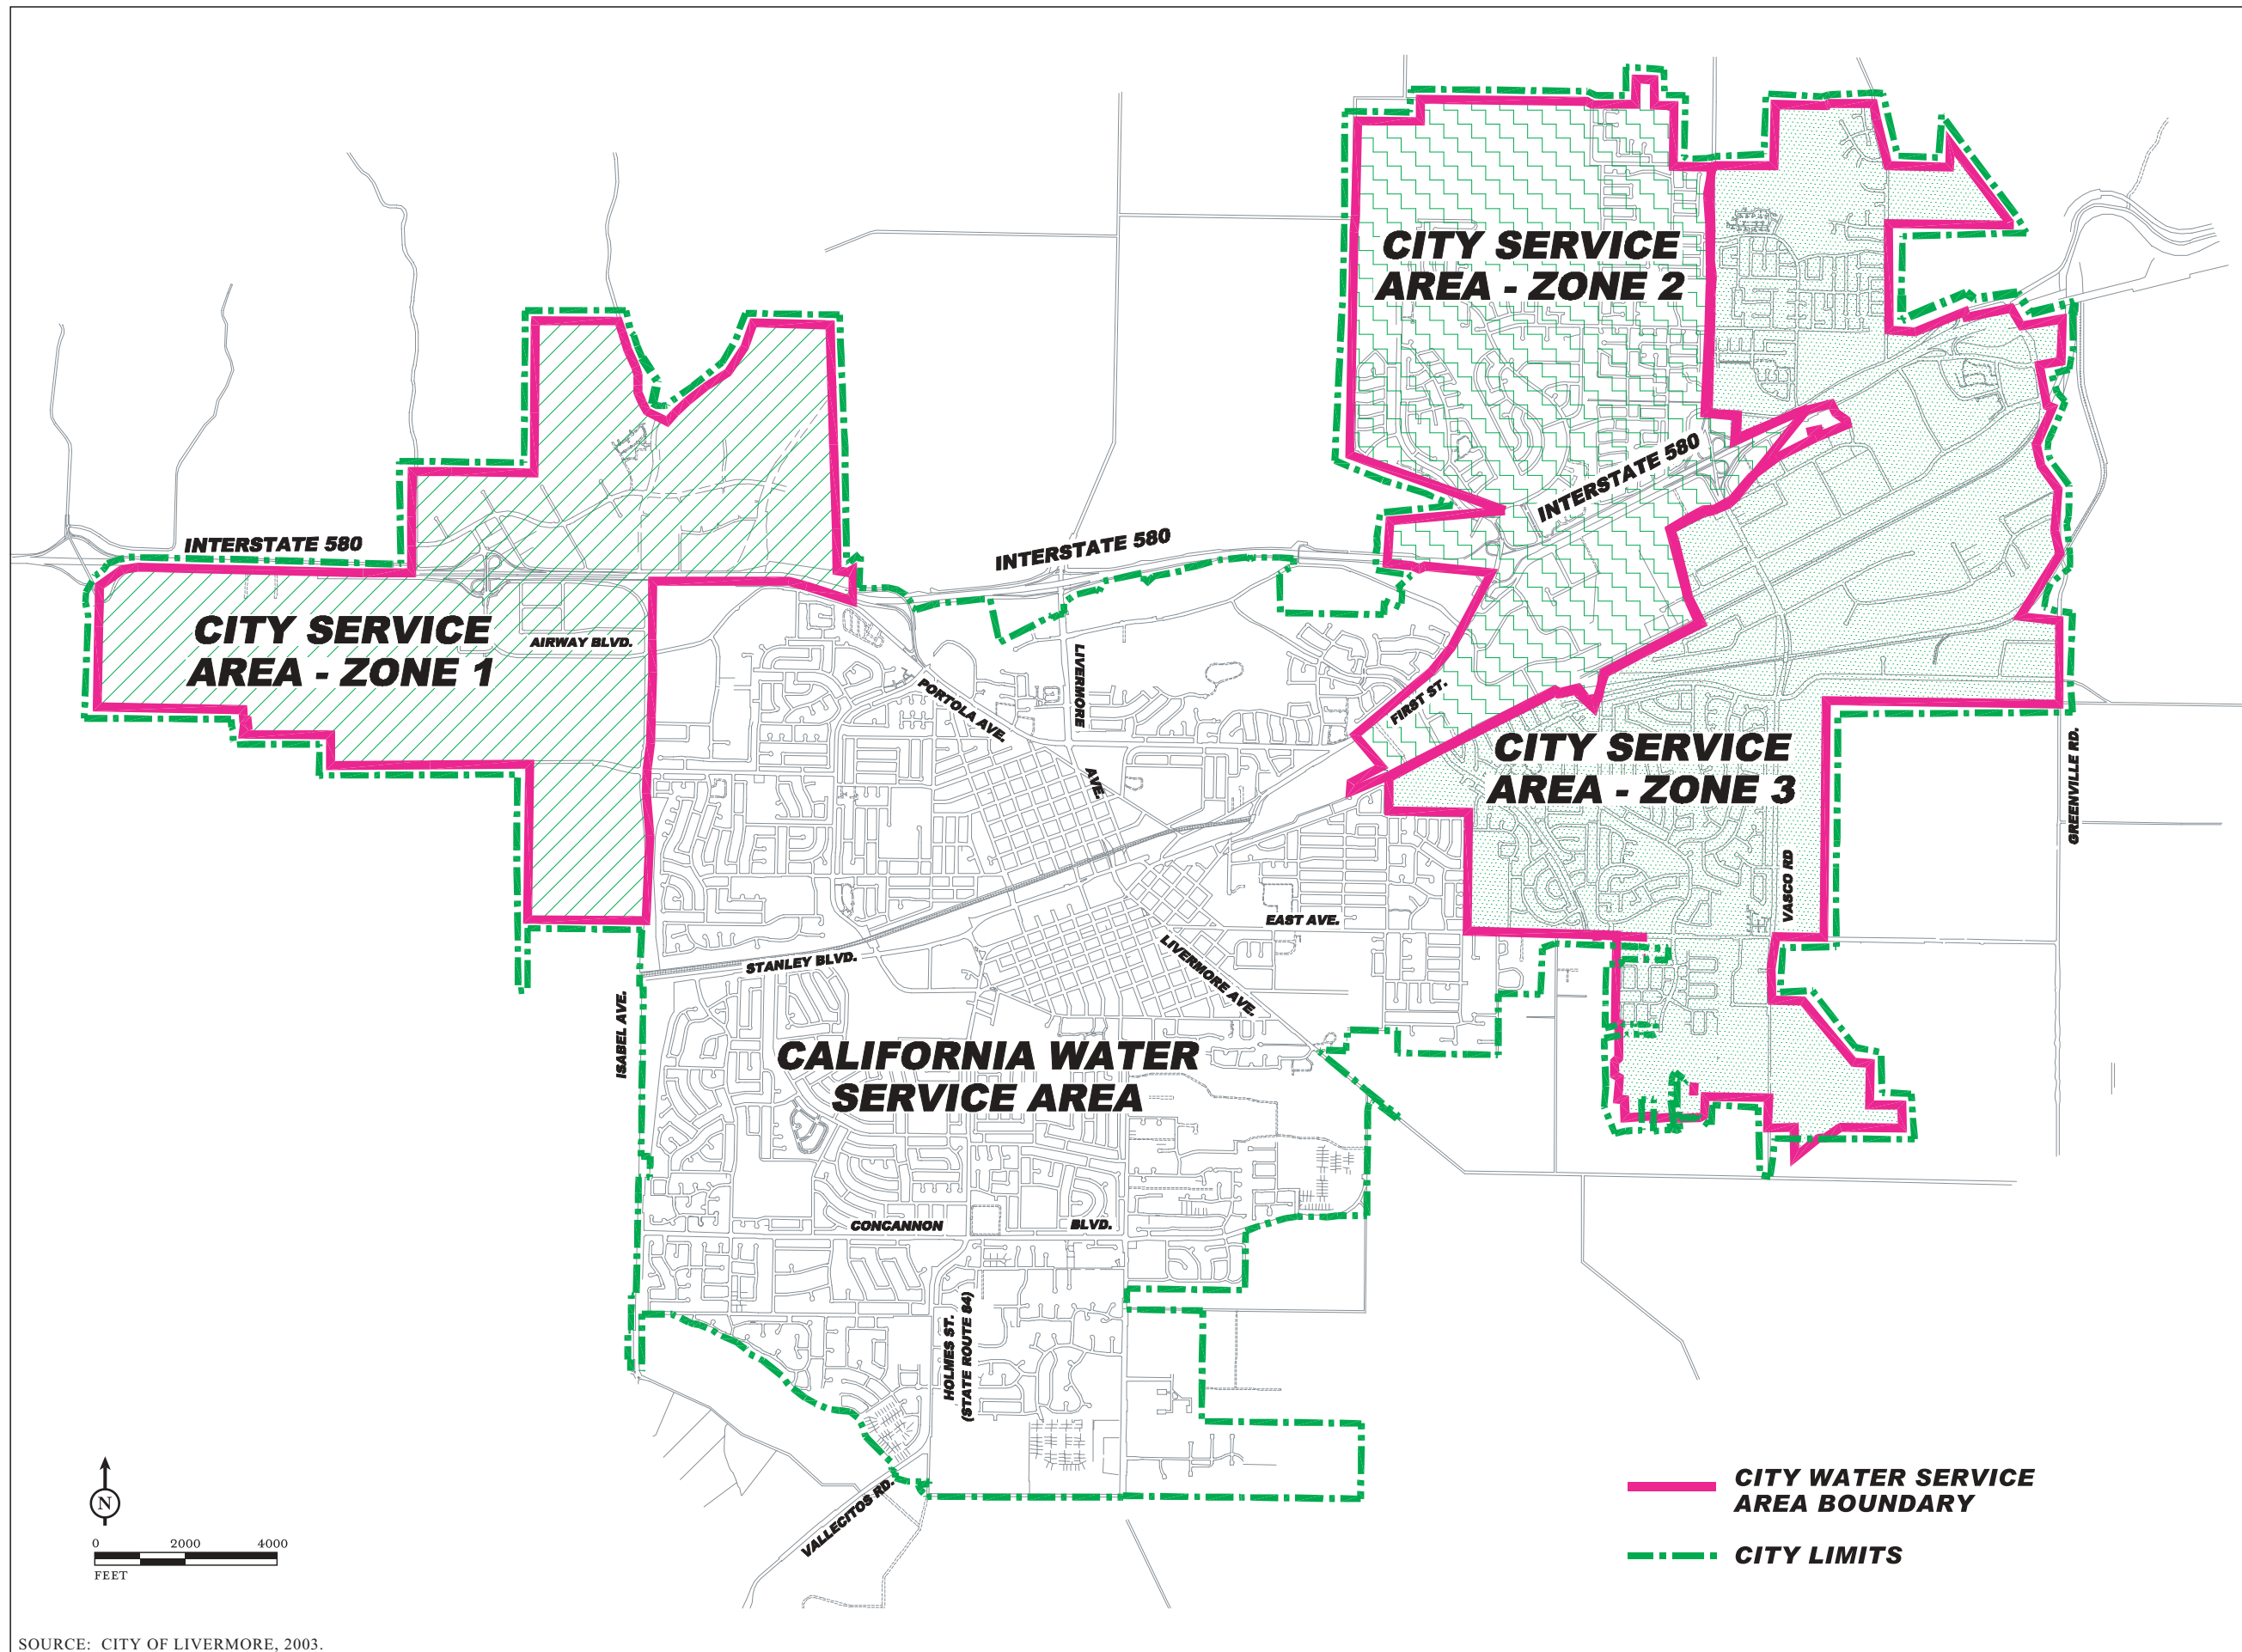 CITY SERVICE
AREA - ZONE 2
INTERSTATE 580
INTERSTATE 580
INTERSTATE 580
CITY SERVICE
AREA - ZONE 1
AIRWAY BLVD.
PORTOLA AVE.
LIVERMORE
AVE.
FIRST ST.
CITY SERVICE
AREA - ZONE 3
GREENVILLE RD.
VASCO RD
EAST AVE.
STANLEY BLVD.
LIVERMORE AVE.
ISABEL AVE.
CALIFORNIA WATER
SERVICE AREA
CONCANNON
BLVD.
HOLMES ST.
(STATE ROUTE 84)
VALLECITOS RD.
N
0 2000 4000
FEET
CITY WATER SERVICE
AREA BOUNDARY
CITY LIMITS
SOURCE: CITY OF LIVERMORE, 2003.